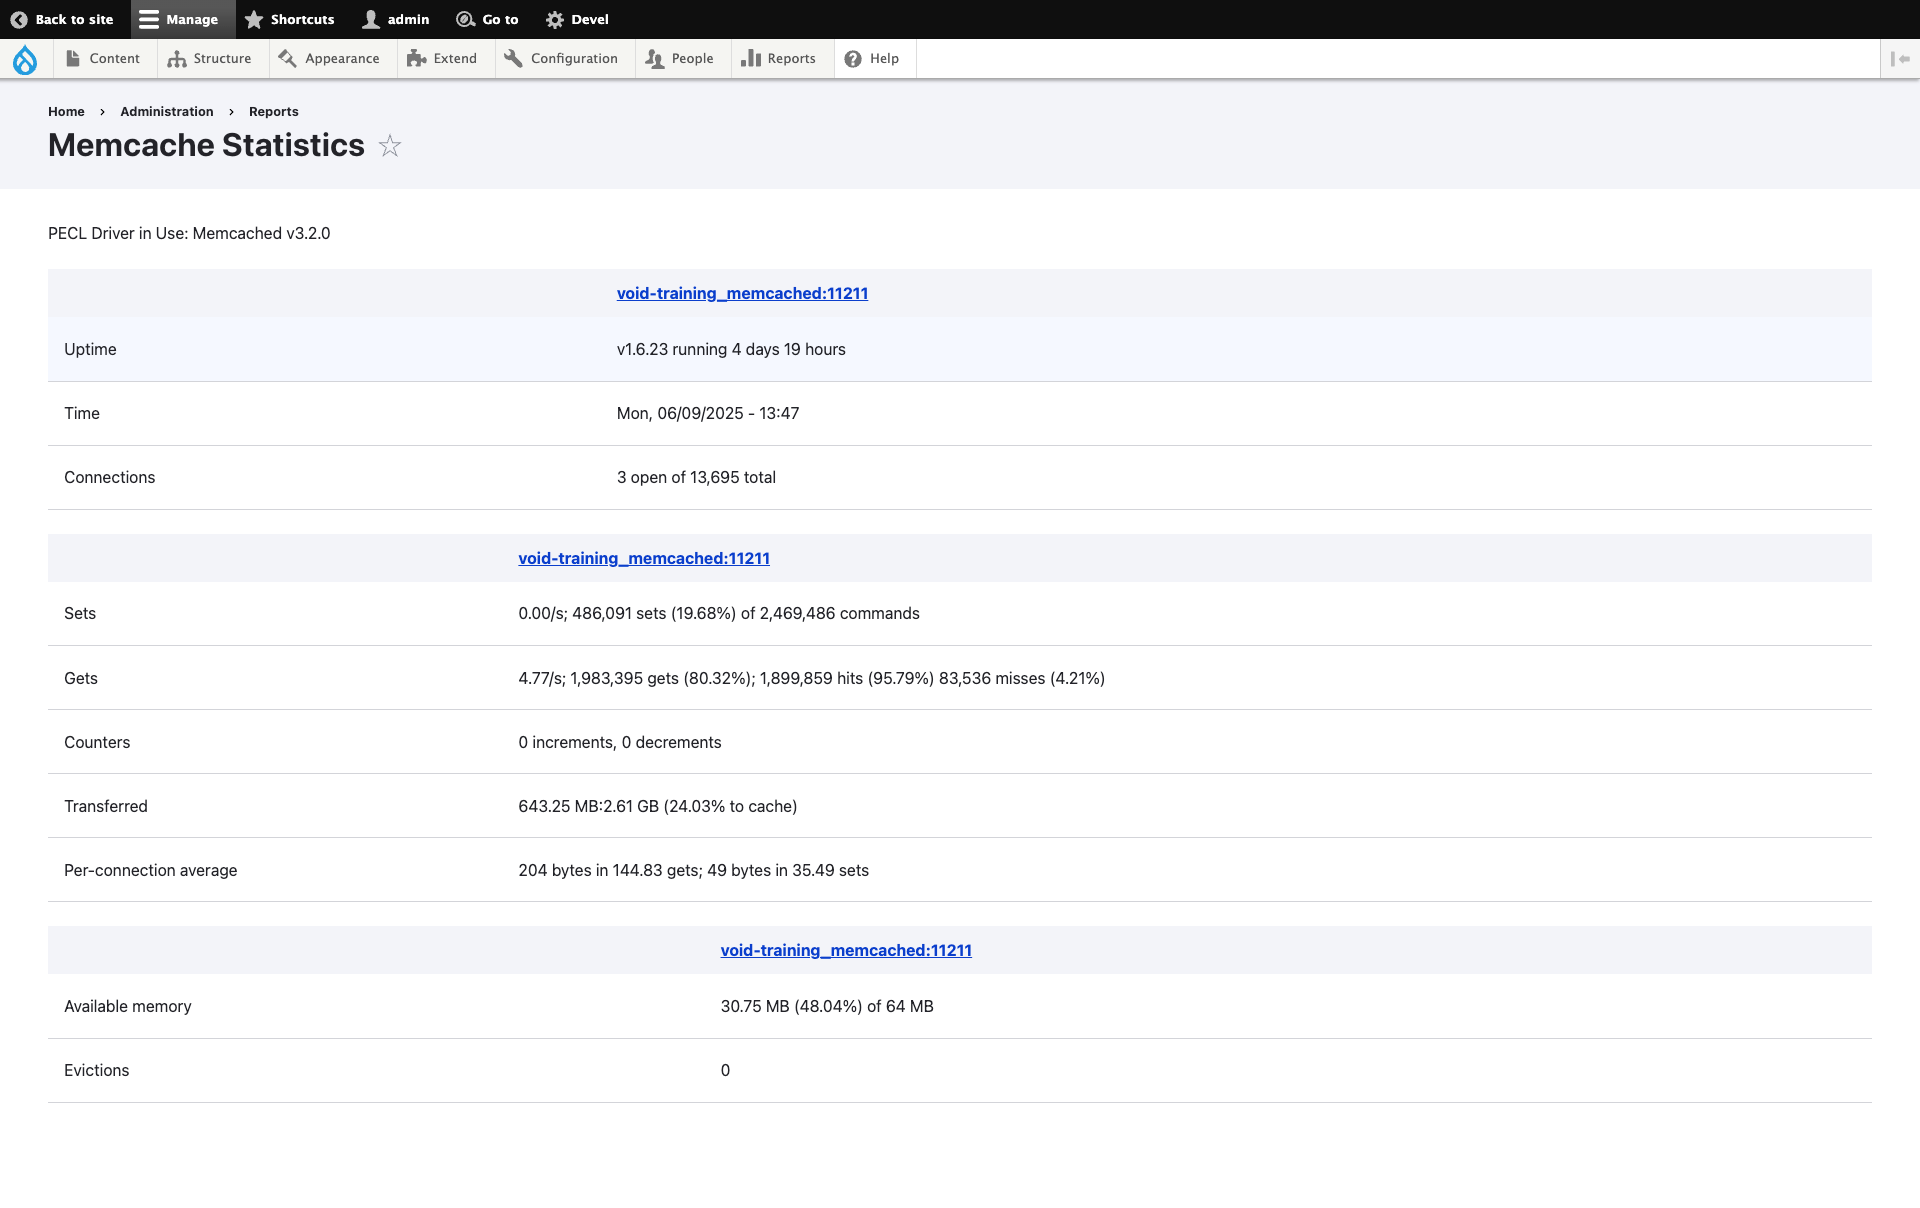 Back to site Manage Shortcuts admin Go to Devel
Content Structure Appearance Extend Configuration People Reports Help
Home › Administration › Reports
Memcache Statistics
PECL Driver in Use: Memcached v3.2.0
void-training_memcached:11211
Uptime v1.6.23 running 4 days 19 hours
Time Mon, 06/09/2025 - 13:47
Connections 3 open of 13,695 total
void-training_memcached:11211
Sets 0.00/s; 486,091 sets (19.68%) of 2,469,486 commands
Gets 4.77/s; 1,983,395 gets (80.32%); 1,899,859 hits (95.79%) 83,536 misses (4.21%)
Counters 0 increments, 0 decrements
Transferred 643.25 MB:2.61 GB (24.03% to cache)
Per-connection average 204 bytes in 144.83 gets; 49 bytes in 35.49 sets
void-training_memcached:11211
Available memory 30.75 MB (48.04%) of 64 MB
Evictions 0